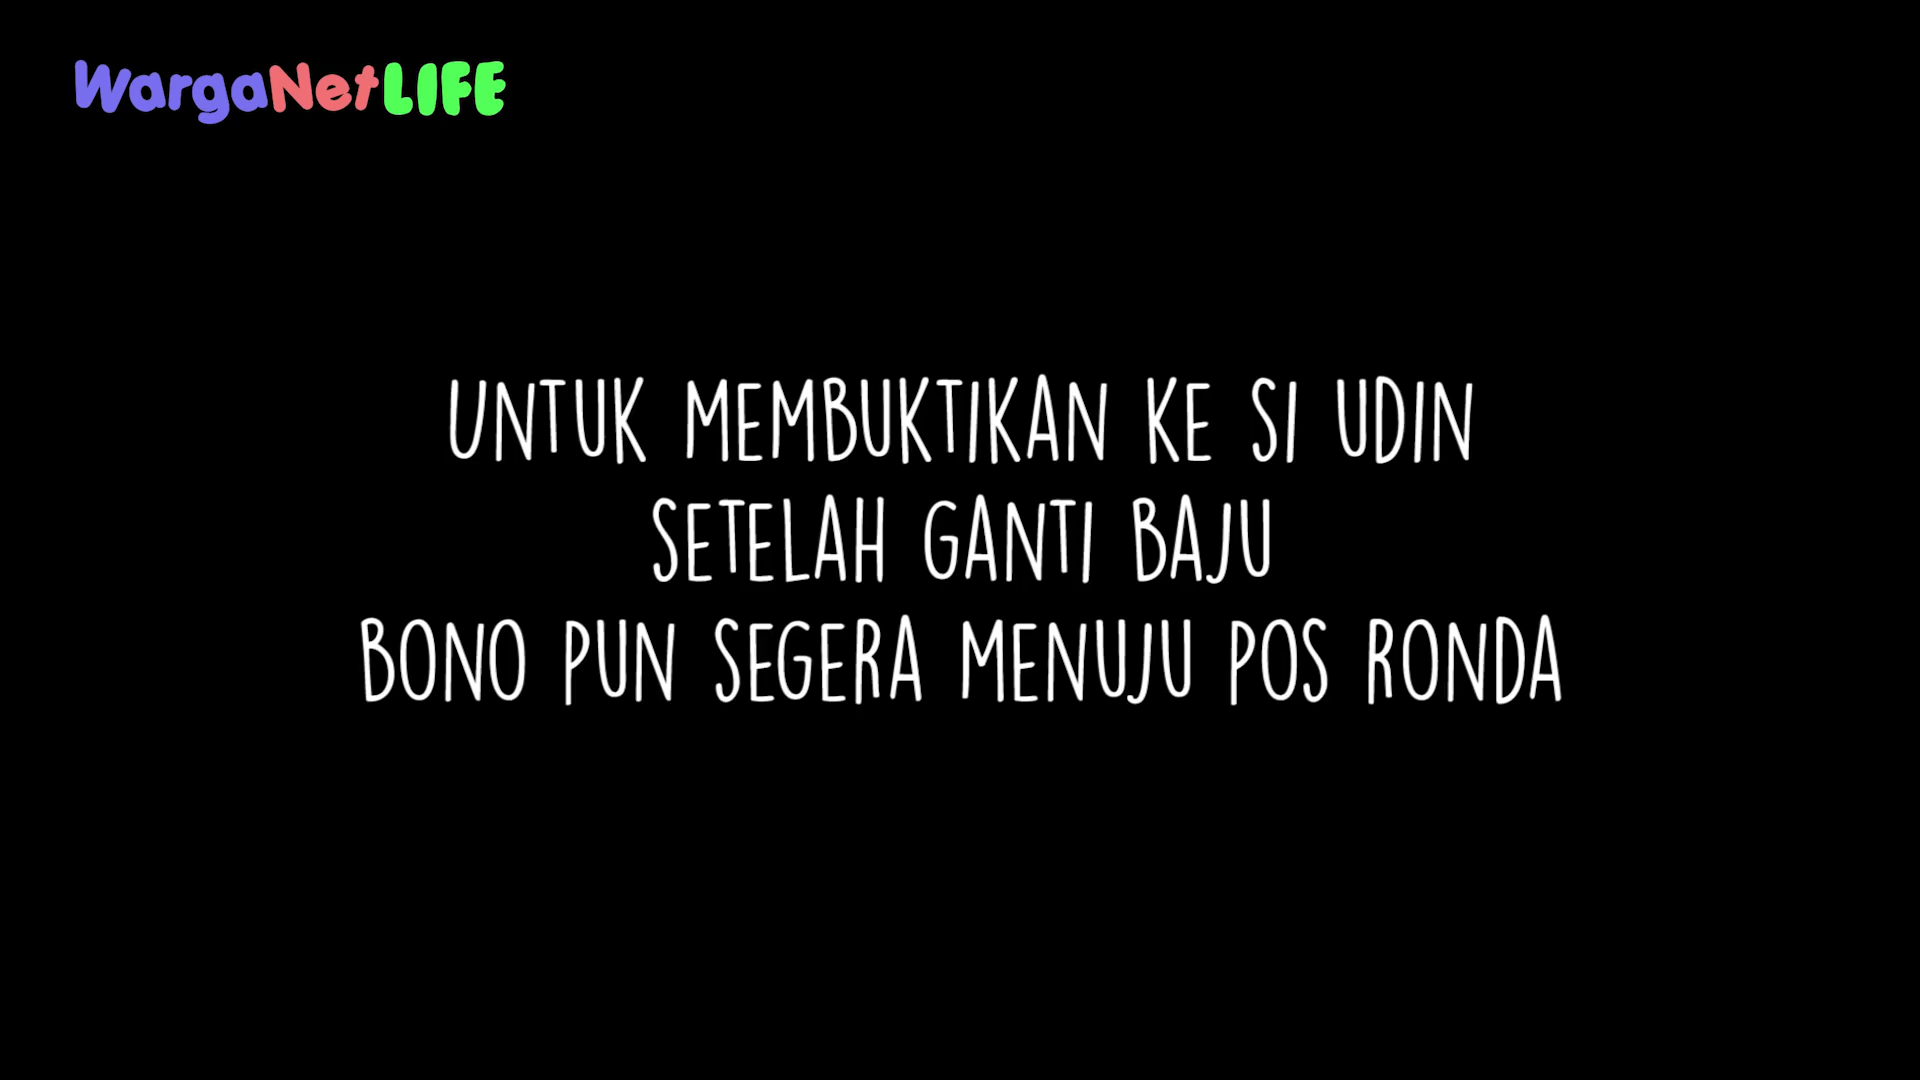 WargaNetLIFE
UNTUK MEMBUKTIKAN KE SI UDIN
SETELAH GANTI BAJU
BONO PUN SEGERA MENUJU POS RONDA